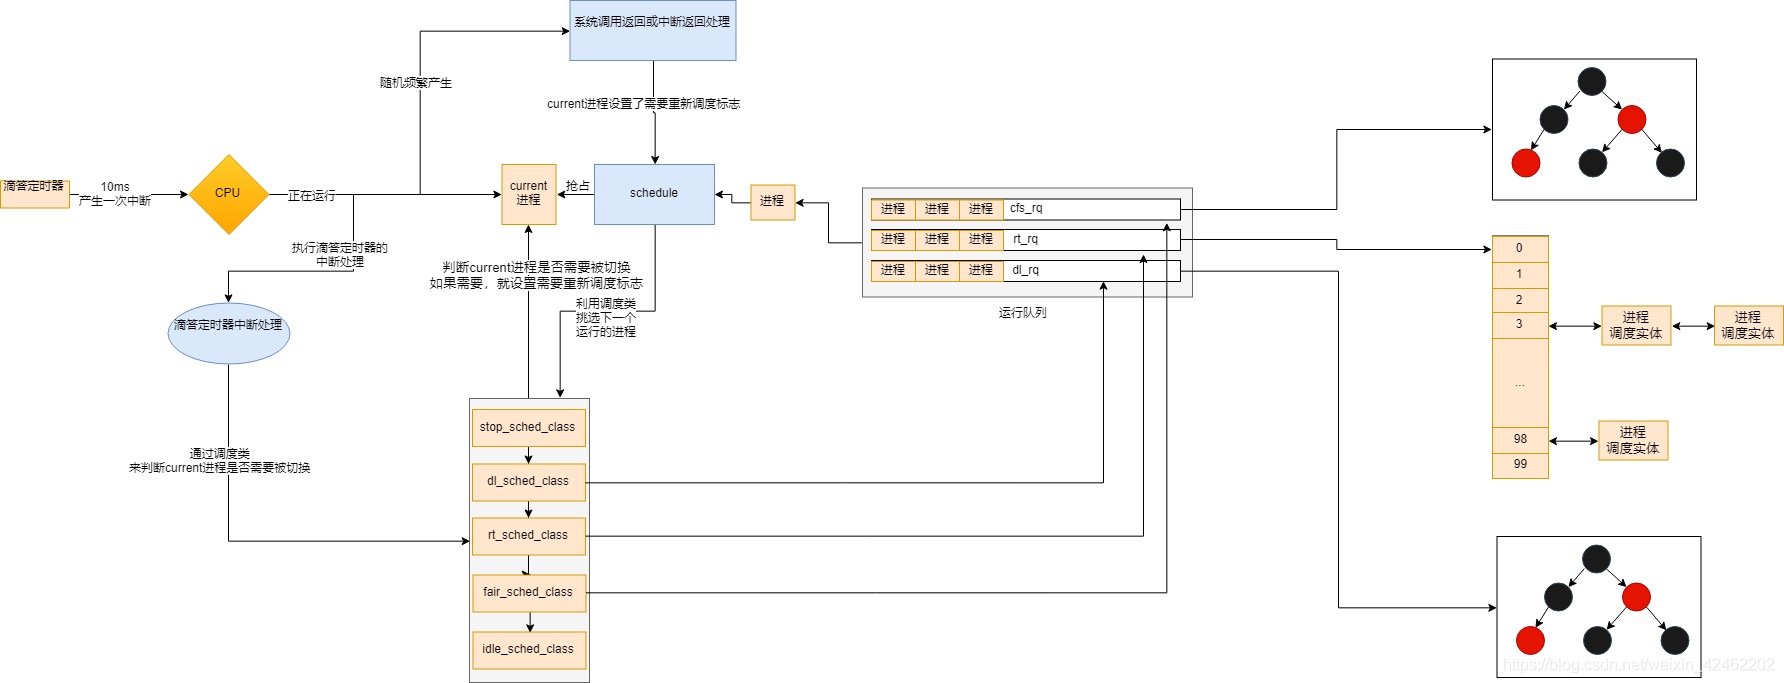 系统调用返回或中断返回处理
随机频繁产生
current进程设置了需要重新调度标志
滴答定时器
10ms
产生一次中断
CPU
正在运行
current
进程
抢占
schedule
进程
进程 进程 进程 cfs_rq
进程 进程 进程 rt_rq
进程 进程 进程 dl_rq
运行队列
执行滴答定时器的
中断处理
判断current进程是否需要被切换
如果需要，就设置需要重新调度标志
利用调度类
挑选下一个
运行的进程
滴答定时器中断处理
通过调度类
来判断current进程是否需要被切换
stop_sched_class
dl_sched_class
rt_sched_class
fair_sched_class
idle_sched_class
0
1
2
3
...
98
99
进程
调度实体
进程
调度实体
进程
调度实体
https://blog.csdn.net/weixin_42462202